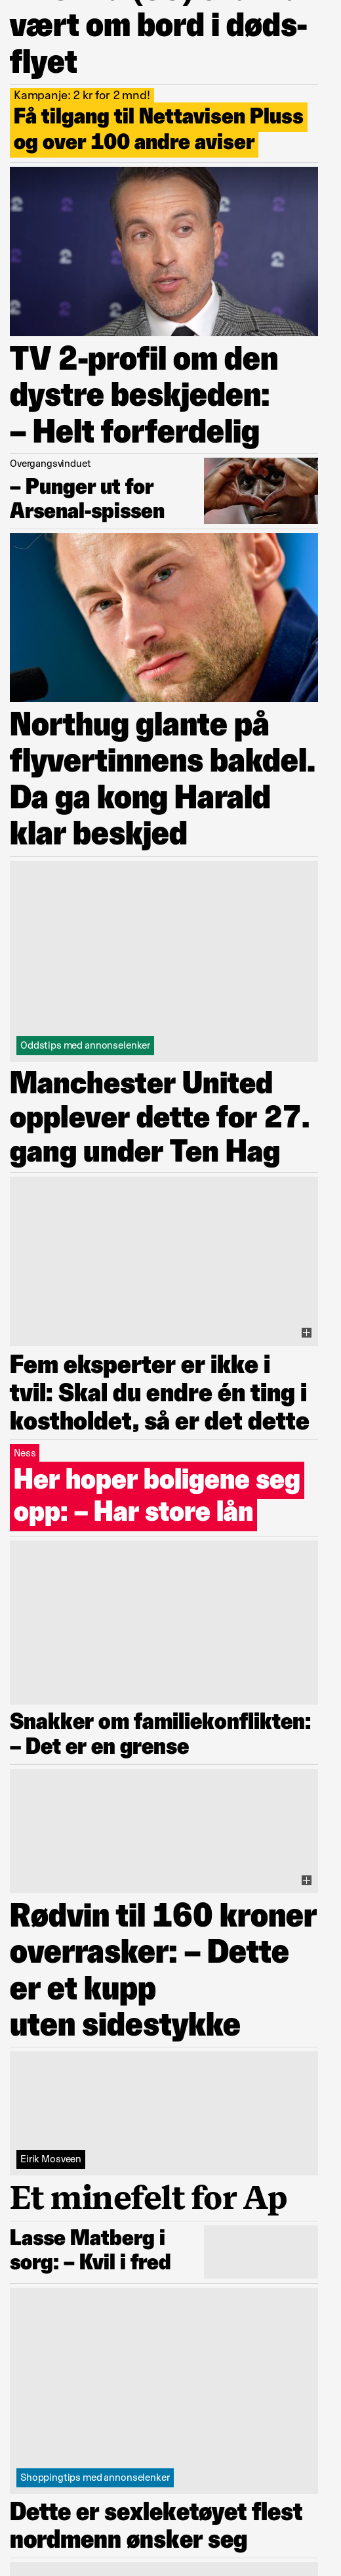 vært om bord i døds-
flyet
Kampanje: 2 kr for 2 mnd!
Få tilgang til Nettavisen Pluss
og over 100 andre aviser
TV 2-profil om den
dystre beskjeden:
– Helt forferdelig
Overgangsvinduet
– Punger ut for
Arsenal-spissen
Northug glante på
flyvertinnens bakdel.
Da ga kong Harald
klar beskjed
Oddstips med annonselenker
Manchester United
opplever dette for 27.
gang under Ten Hag
Fem eksperter er ikke i
tvil: Skal du endre én ting i
kostholdet, så er det dette
Ness
Her hoper boligene seg
opp: – Har store lån
Snakker om familiekonflikten:
– Det er en grense
Rødvin til 160 kroner
overrasker: – Dette
er et kupp
uten sidestykke
Eirik Mosveen
Et minefelt for Ap
Lasse Matberg i
sorg: – Kvil i fred
Shoppingtips med annonselenker
Dette er sexleketøyet flest
nordmenn ønsker seg